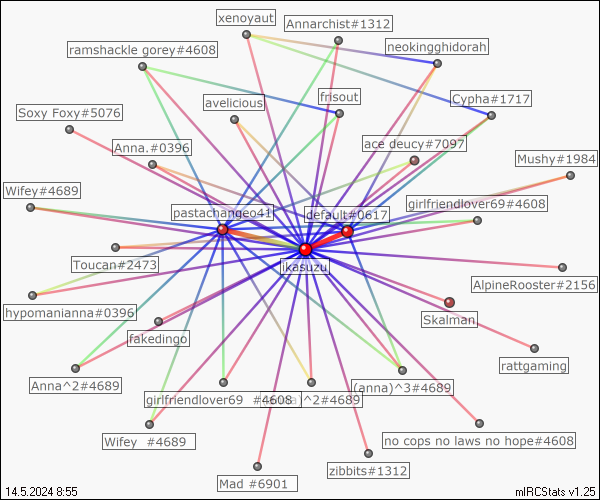 xenoyaut
Annarchist#1312
ramshackle gorey#4608
neokingghidorah
avelicious
frisout
Cypha#1717
Soxy Foxy#5076
Anna.#0396
ace deucy#7097
Mushy#1984
Wifey#4689
pastachangeo41
default#0617
girlfriendlover69#4608
Toucan#2473
jkasuzu
AlpineRooster#2156
hypomanianna#0396
Skalman
fakedingo
rattgaming
Anna^2#4689
girlfriendlover69 #4608
)^2#4689
(anna)^3#4689
Wifey #4689
no cops no laws no hope#4608
Mad #6901
zibbits#1312
14.5.2024 8:55
mIRCStats v1.25